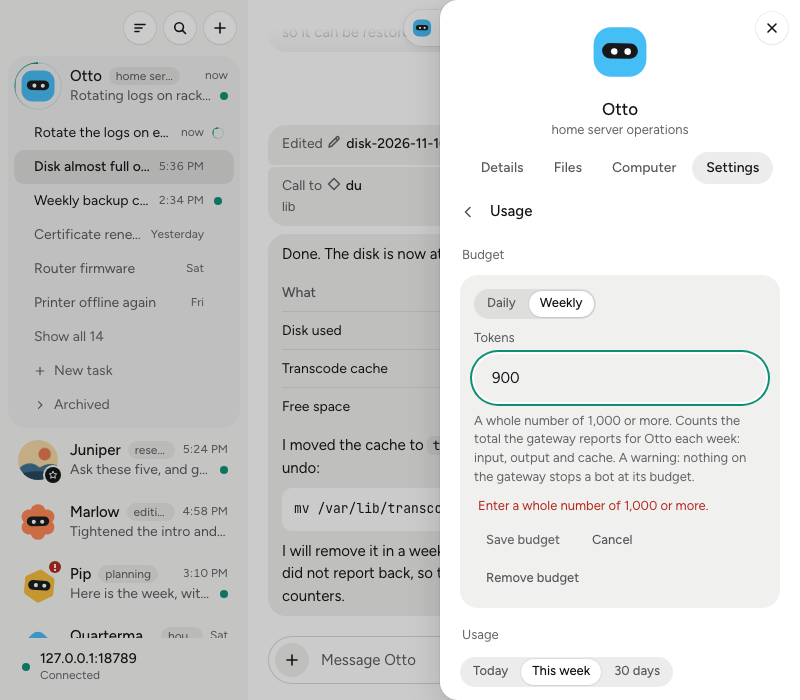 Otto home ser... now
Rotating logs on rack...
Rotate the logs on e... now
Disk almost full o... 5:36 PM
Weekly backup c... 2:34 PM
Certificate rene... Yesterday
Router firmware Sat
Printer offline again Fri
Show all 14
New task
Archived
Juniper rese... 5:24 PM
Ask these five, and g...
Marlow editi... 4:58 PM
Tightened the intro and...
Pip planning 3:10 PM
Here is the week, wit...
Quarterma hou... Sat
127.0.0.1:18789
Connected
so it can be restor
Edited disk-2026-11-1
Call to du
lib
Done. The disk is now at
What
Disk used
Transcode cache
Free space
I moved the cache to
undo:
mv /var/lib/transco
I will remove it in a week
did not report back, so t
counters.
Message Otto
Otto
home server operations
Details Files Computer Settings
Usage
Budget
Daily Weekly
Tokens
900
A whole number of 1,000 or more. Counts the
total the gateway reports for Otto each week:
input, output and cache. A warning: nothing on
the gateway stops a bot at its budget.
Enter a whole number of 1,000 or more.
Save budget Cancel
Remove budget
Usage
Today This week 30 days